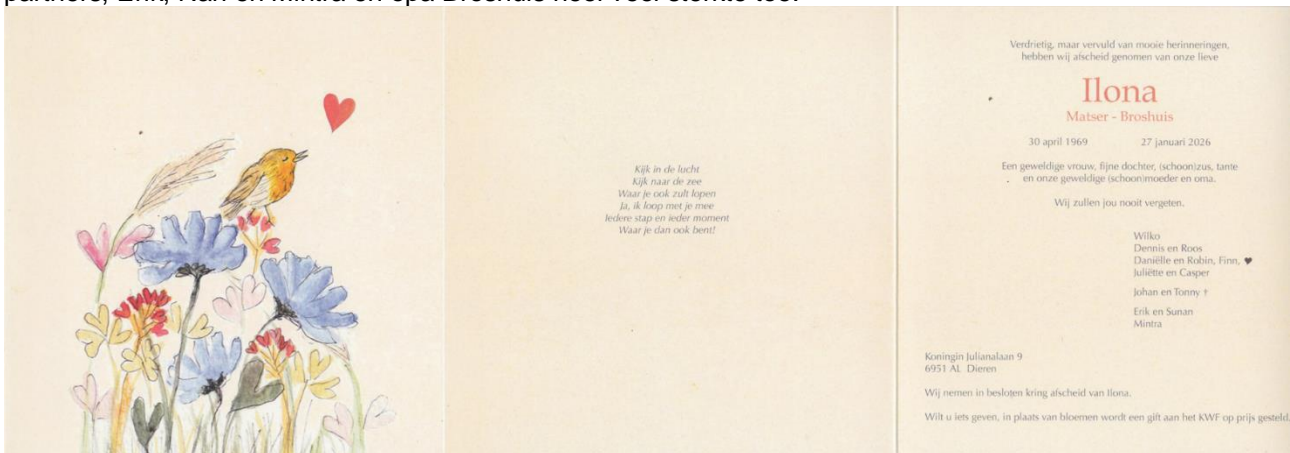 Kijk in de lucht
Kijk naar de zee
Waar je ook zult lopen
Ja, ik loop met je mee
Iedere stap en ieder moment
Waar je dan ook bent!
Verdrietig, maar vervuld van mooie herinneringen,
hebben wij afscheid genomen van onze lieve
Ilona
Matser - Broshuis
30 april 1969 27 januari 2026
Een geweldige vrouw, fijne dochter, (schoon)zus, tante
en onze geweldige (schoon)moeder en oma.
Wij zullen jou nooit vergeten.
Wilko
Dennis en Roos
Daniëlle en Robin, Finn, ♥
Juliëtte en Casper
Johan en Tonny †
Erik en Sunan
Mintra
Koningin Julianalaan 9
6951 AL Dieren
Wij nemen in besloten kring afscheid van Ilona.
Wilt u iets geven, in plaats van bloemen wordt een gift aan het KWF op prijs gesteld.